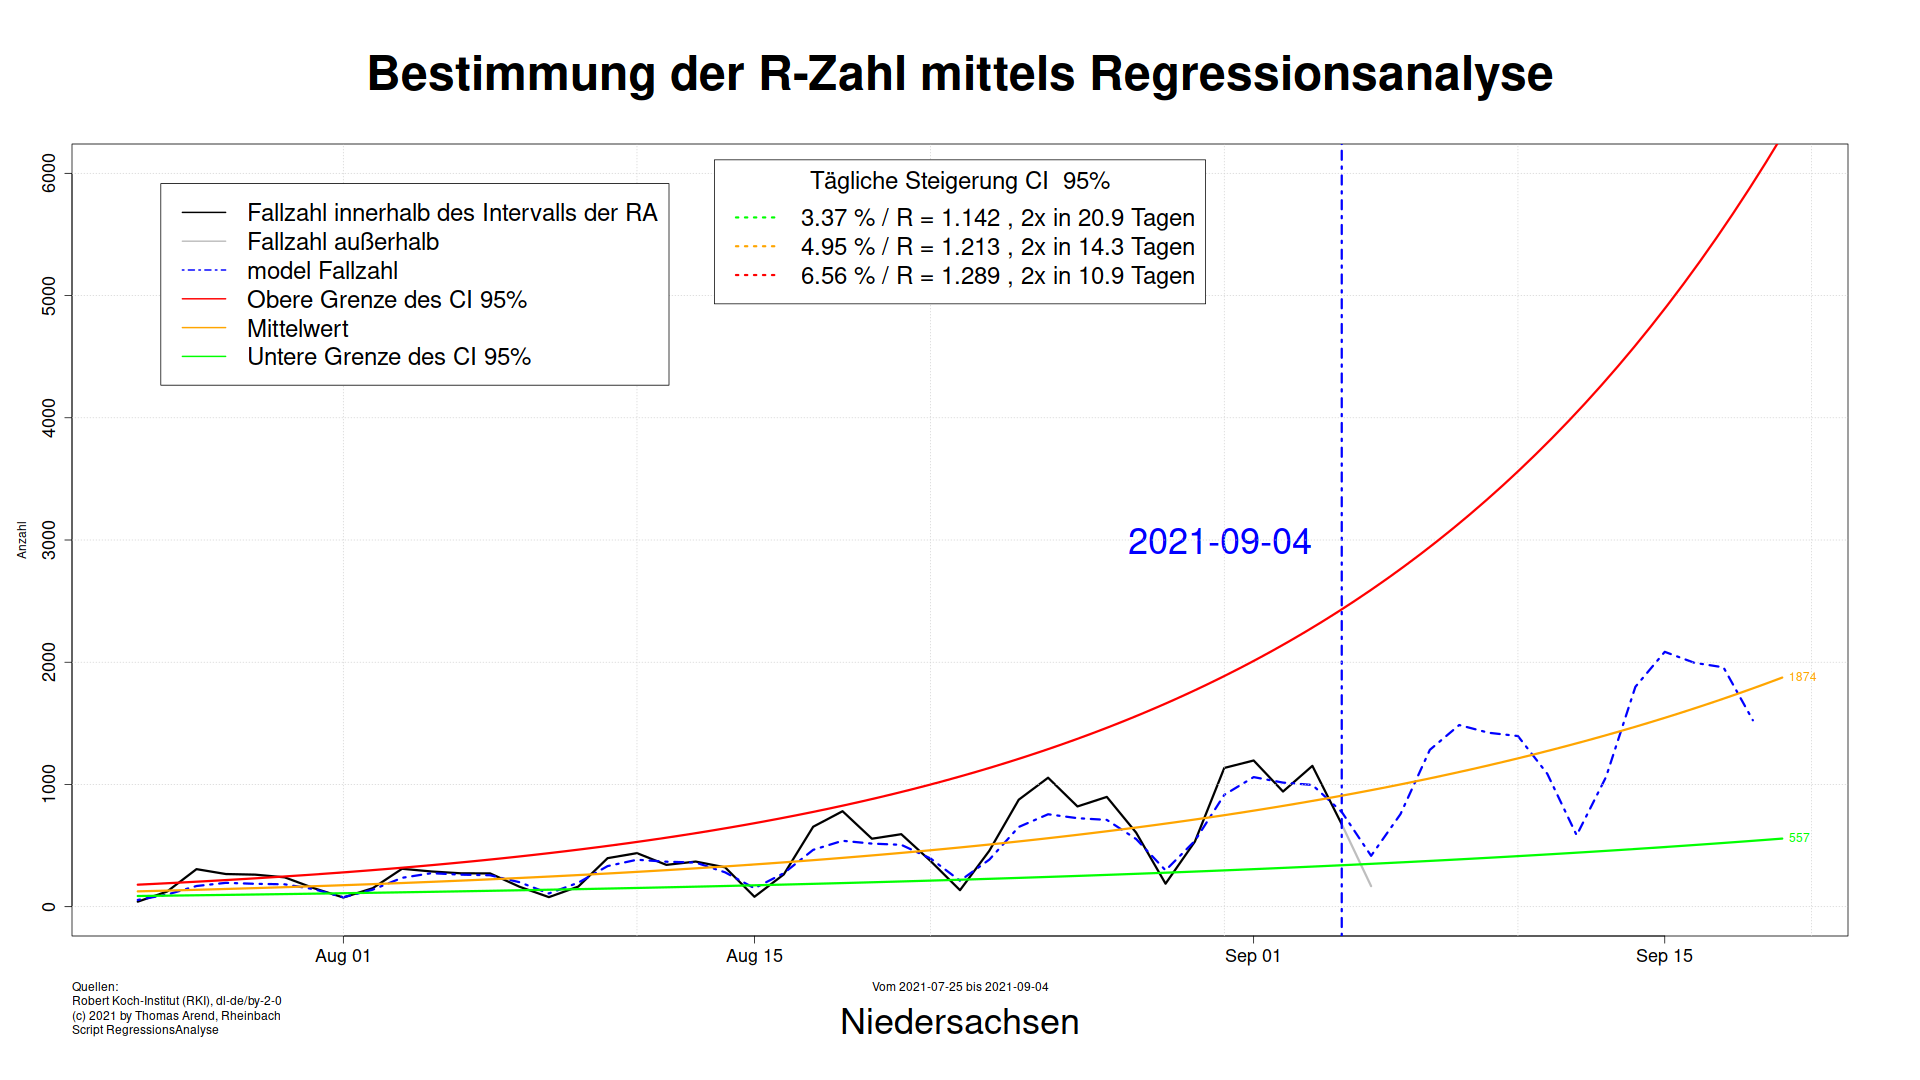 Bestimmung der R-Zahl mittels Regressionsanalyse
Fallzahl innerhalb des Intervalls der RA
Fallzahl außerhalb
model Fallzahl
Obere Grenze des CI 95%
Mittelwert
Untere Grenze des CI 95%
Tägliche Steigerung CI 95%
3.37 % / R = 1.142 , 2x in 20.9 Tagen
4.95 % / R = 1.213 , 2x in 14.3 Tagen
6.56 % / R = 1.289 , 2x in 10.9 Tagen
6000
5000
4000
3000
2000
1000
0
Anzahl
2021-09-04
1874
557
Aug 01
Aug 15
Sep 01
Sep 15
Quellen:
Robert Koch-Institut (RKI), dl-de/by-2-0
(c) 2021 by Thomas Arend, Rheinbach
Script RegressionsAnalyse
Vom 2021-07-25 bis 2021-09-04
Niedersachsen